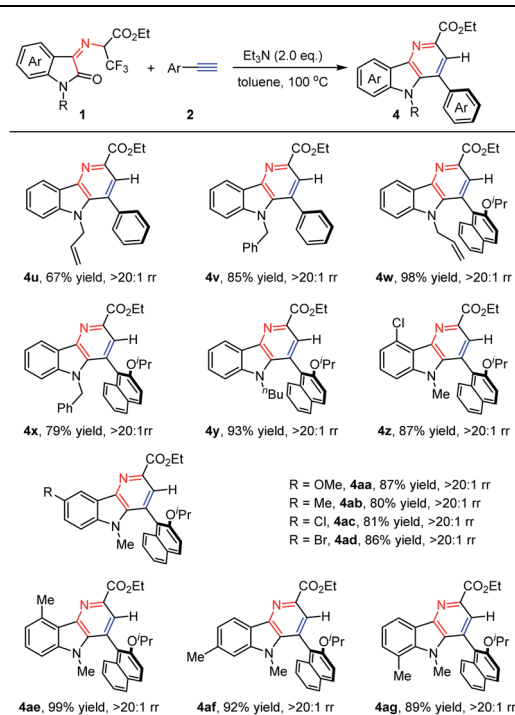 CO2Et
N
CF3
Ar
N
R
O
1
+
Ar
2
Et3N (2.0 eq.)
toluene, 100 °C
CO2Et
N
H
Ar
N
R
4
Ar
CO2Et
N
H
N
4u, 67% yield, >20:1 rr
CO2Et
N
H
N
Ph
4v, 85% yield, >20:1 rr
CO2Et
N
H
OiPr
N
4w, 98% yield, >20:1 rr
CO2Et
N
H
OiPr
N
Ph
4x, 79% yield, >20:1rr
CO2Et
N
H
OiPr
N
nBu
4y, 93% yield, >20:1 rr
CO2Et
Cl
N
H
OiPr
N
Me
4z, 87% yield, >20:1 rr
CO2Et
R
N
H
OiPr
N
Me
R = OMe, 4aa, 87% yield, >20:1 rr
R = Me, 4ab, 80% yield, >20:1 rr
R = Cl, 4ac, 81% yield, >20:1 rr
R = Br, 4ad, 86% yield, >20:1 rr
CO2Et
Me
N
H
OiPr
N
Me
4ae, 99% yield, >20:1 rr
CO2Et
N
H
OiPr
Me
N
Me
4af, 92% yield, >20:1 rr
CO2Et
N
H
OiPr
N
Me
Me
4ag, 89% yield, >20:1 rr